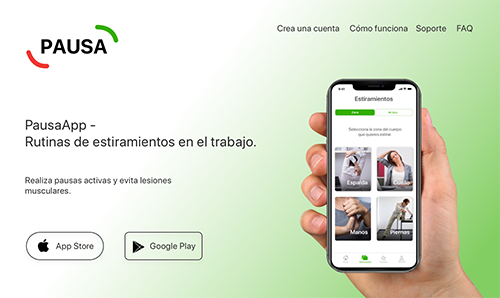 PAUSA
Crea una cuenta Cómo funciona Soporte FAQ
PausaApp -
Rutinas de estiramientos en el trabajo.
Realiza pausas activas y evita lesiones
musculares.
App Store
Google Play
Estiramientos
Selecciona la zona del cuerpo
que quieres estirar
Espalda
Cuello
Manos
Piernas